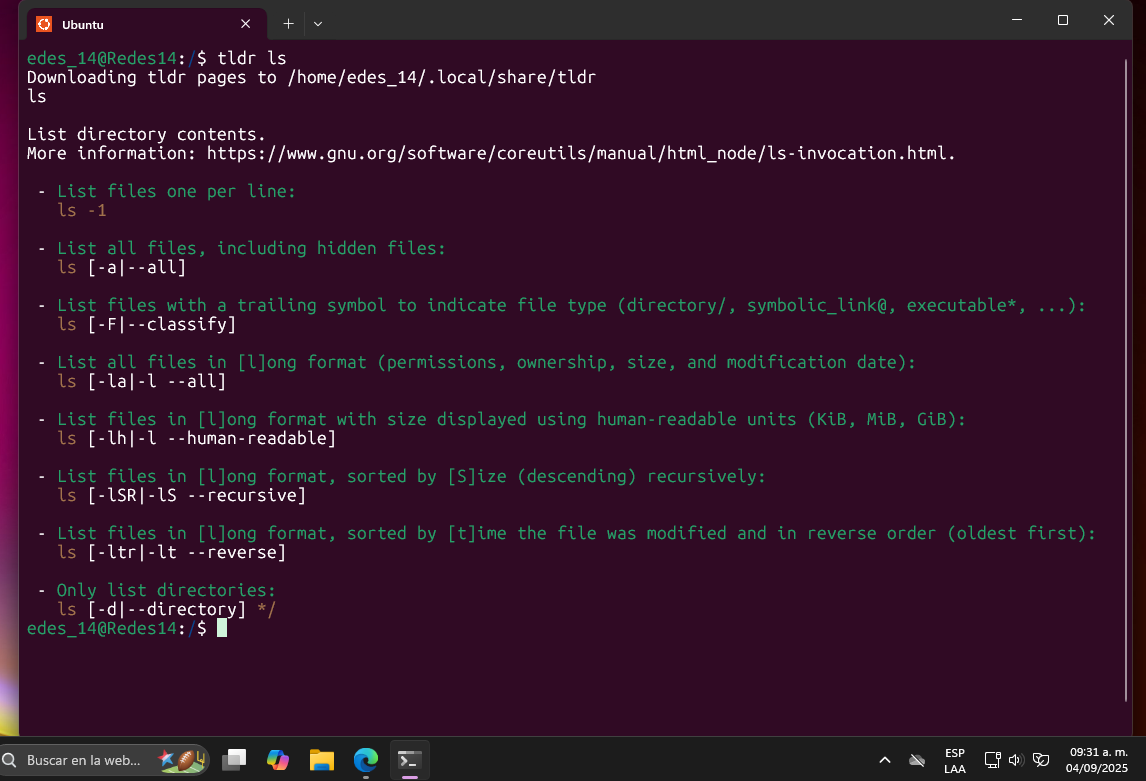 Ubuntu
edes_14@Redes14:/$ tldr ls
Downloading tldr pages to /home/edes_14/.local/share/tldr
ls
List directory contents.
More information: https://www.gnu.org/software/coreutils/manual/html_node/ls-invocation.html.
- List files one per line:
ls -1
- List all files, including hidden files:
ls [-a|--all]
- List files with a trailing symbol to indicate file type (directory/, symbolic_link@, executable*, ...):
ls [-F|--classify]
- List all files in [l]ong format (permissions, ownership, size, and modification date):
ls [-la|-l --all]
- List files in [l]ong format with size displayed using human-readable units (KiB, MiB, GiB):
ls [-lh|-l --human-readable]
- List files in [l]ong format, sorted by [S]ize (descending) recursively:
ls [-lSR|-lS --recursive]
- List files in [l]ong format, sorted by [t]ime the file was modified and in reverse order (oldest first):
ls [-ltr|-lt --reverse]
- Only list directories:
ls [-d|--directory] */
edes_14@Redes14:/$
Buscar en la web...
ESP
LAA
09:31 a. m.
04/09/2025